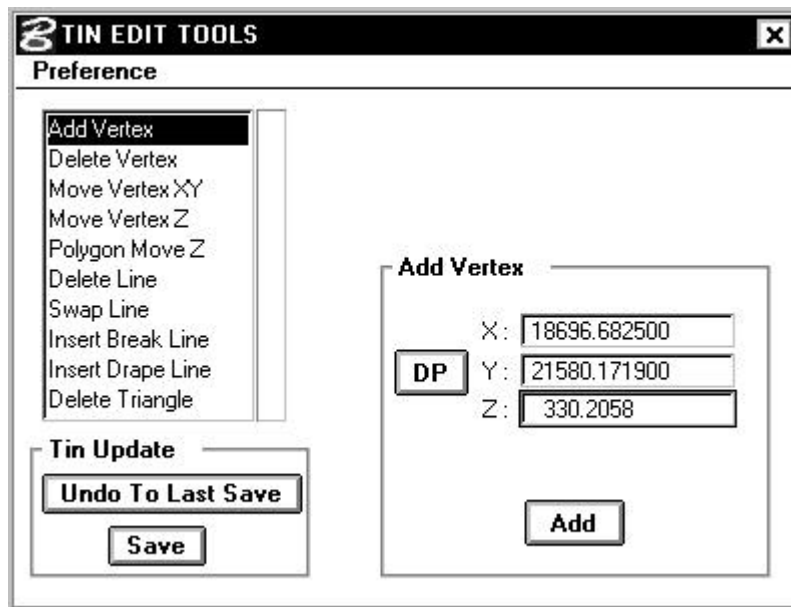 TIN EDIT TOOLS
Preference
Add Vertex
Delete Vertex
Move Vertex XY
Move Vertex Z
Polygon Move Z
Delete Line
Swap Line
Insert Break Line
Insert Drape Line
Delete Triangle
Tin Update
Undo To Last Save
Save
Add Vertex
X: 18696.682500
DP Y: 21580.171900
Z: 330.2058
Add